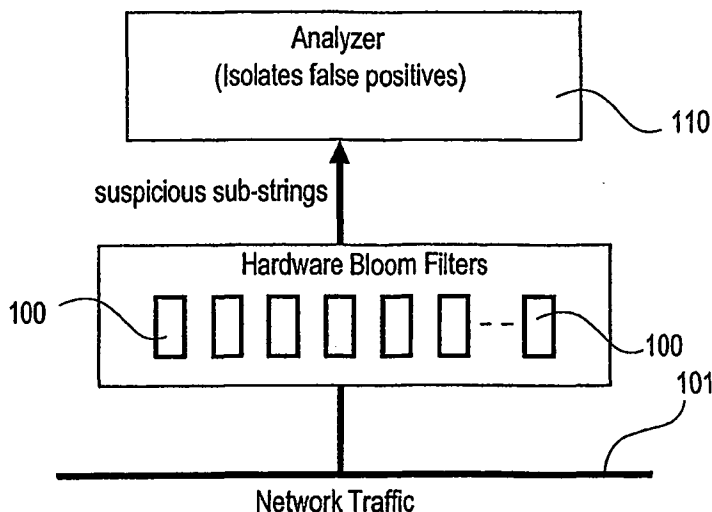 Analyzer
(Isolates false positives)
110
suspicious sub-strings
Hardware Bloom Filters
100
100
101
Network Traffic